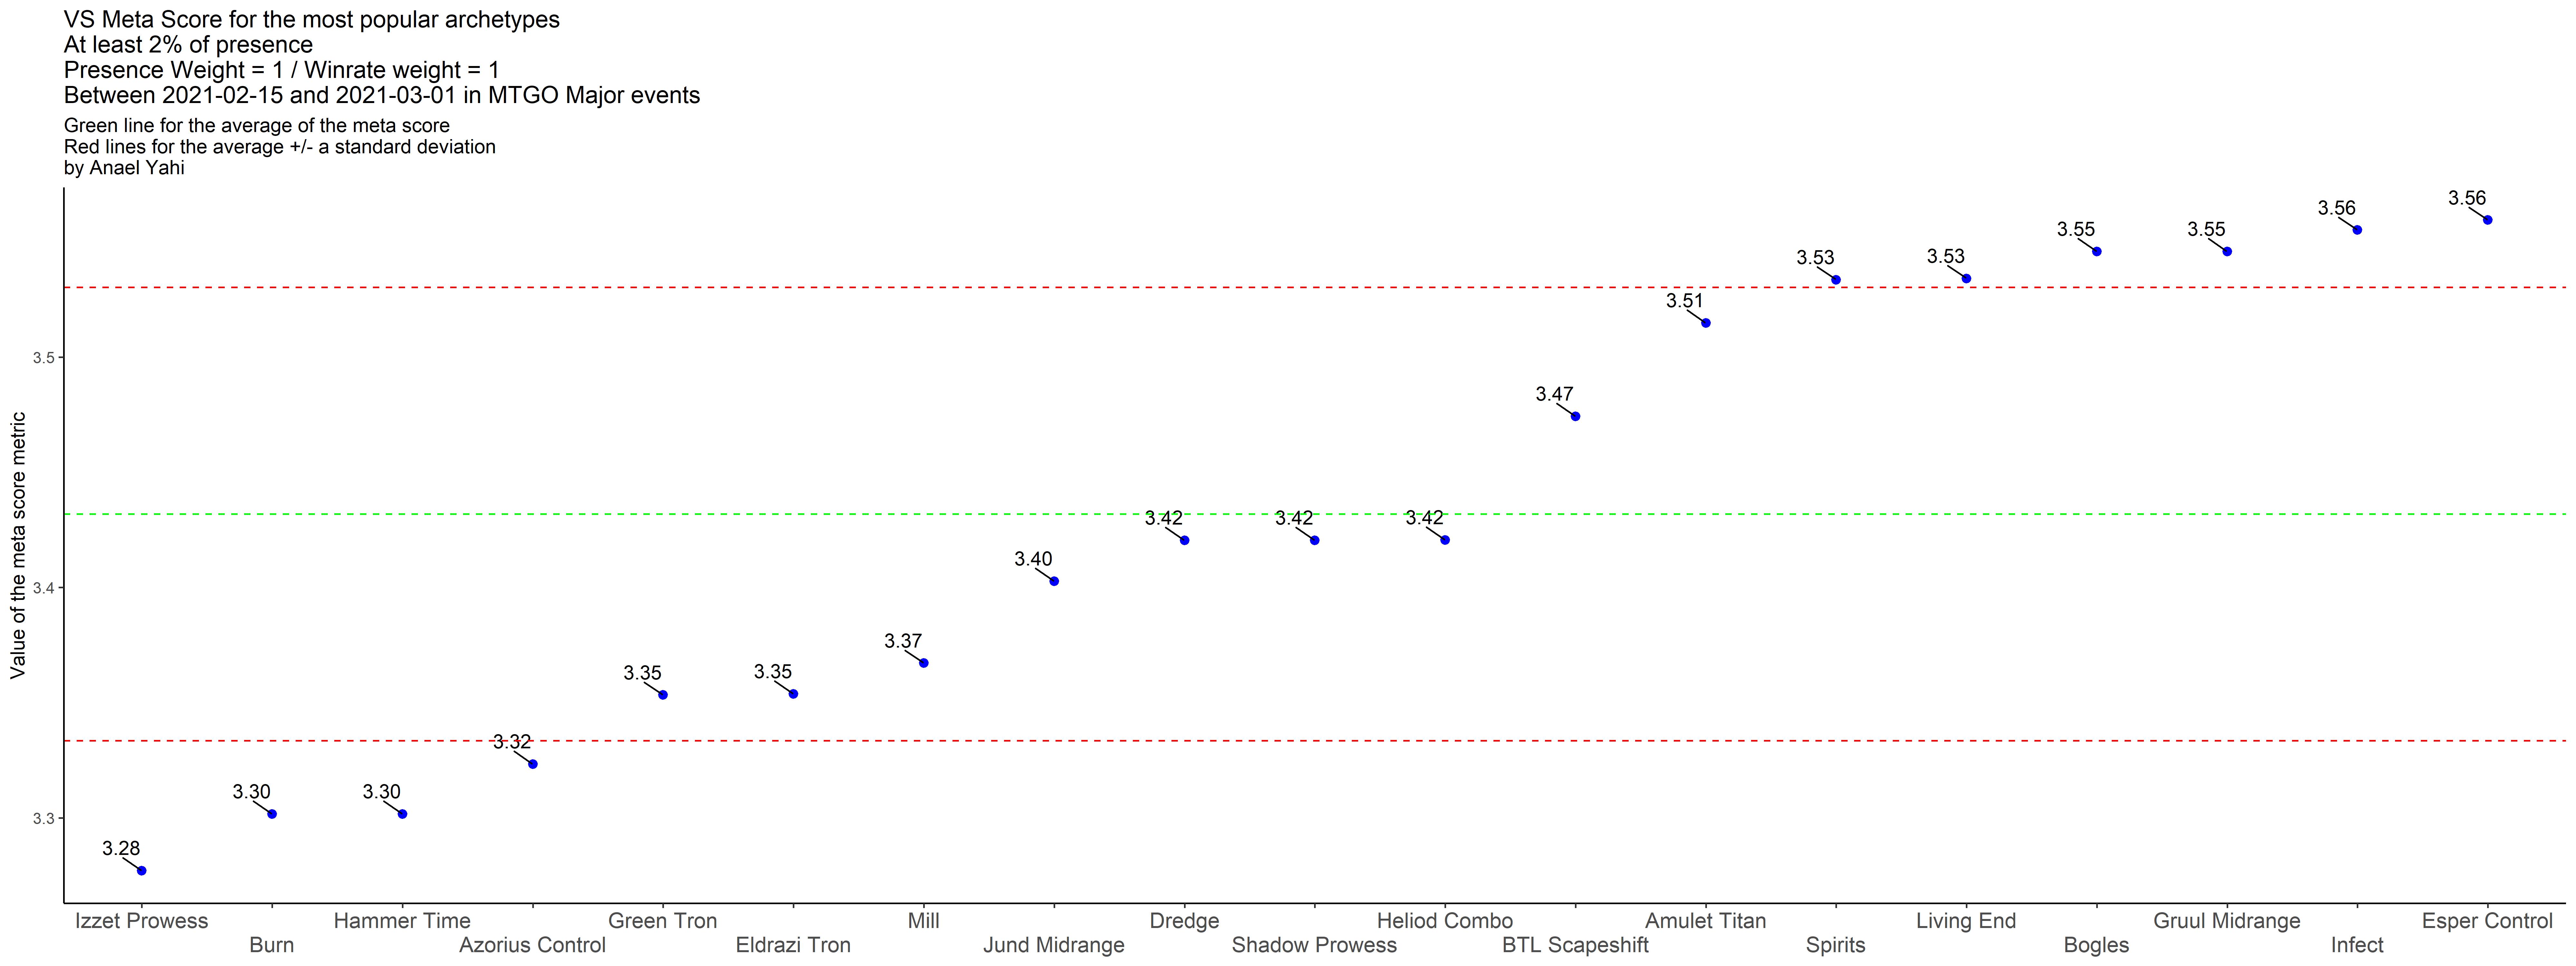 VS Meta Score for the most popular archetypes
At least 2% of presence
Presence Weight = 1 / Winrate weight = 1
Between 2021-02-15 and 2021-03-01 in MTGO Major events
Green line for the average of the meta score
Red lines for the average +/- a standard deviation
by Anael Yahi
Value of the meta score metric
3.5
3.4
3.3
3.28
3.30
3.30
3.32
3.35
3.35
3.37
3.40
3.42
3.42
3.42
3.47
3.51
3.53
3.53
3.55
3.55
3.56
3.56
Izzet Prowess
Burn
Hammer Time
Azorius Control
Green Tron
Eldrazi Tron
Mill
Jund Midrange
Dredge
Shadow Prowess
Heliod Combo
BTL Scapeshift
Amulet Titan
Spirits
Living End
Bogles
Gruul Midrange
Infect
Esper Control